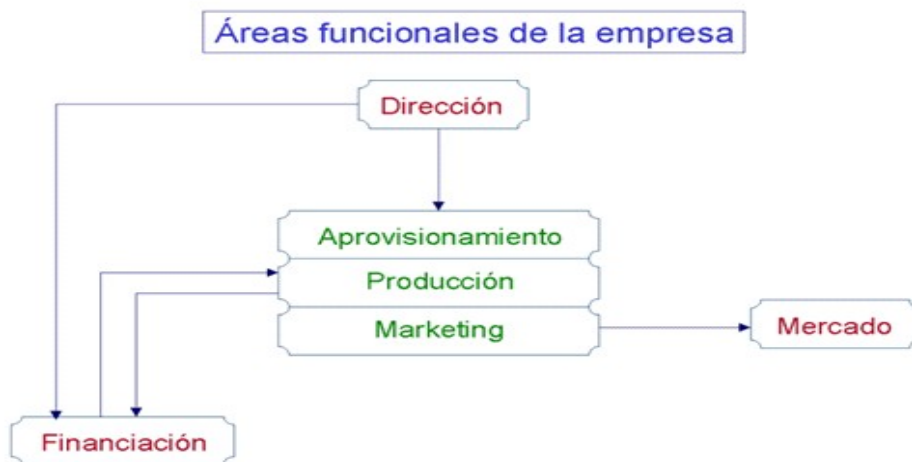 Áreas funcionales de la empresa
Dirección
Aprovisionamiento
Producción
Marketing
Mercado
Financiación